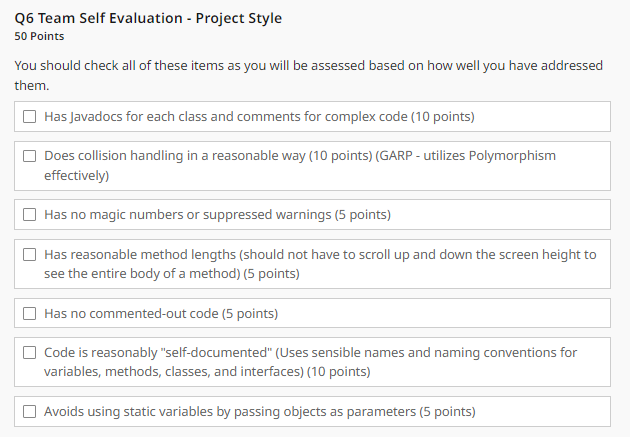 Q6 Team Self Evaluation - Project Style
50 Points
You should check all of these items as you will be assessed based on how well you have addressed
them.
Has Javadocs for each class and comments for complex code (10 points)
Does collision handling in a reasonable way (10 points) (GARP - utilizes Polymorphism
effectively)
Has no magic numbers or suppressed warnings (5 points)
Has reasonable method lengths (should not have to scroll up and down the screen height to
see the entire body of a method) (5 points)
Has no commented-out code (5 points)
Code is reasonably "self-documented" (Uses sensible names and naming conventions for
variables, methods, classes, and interfaces) (10 points)
Avoids using static variables by passing objects as parameters (5 points)